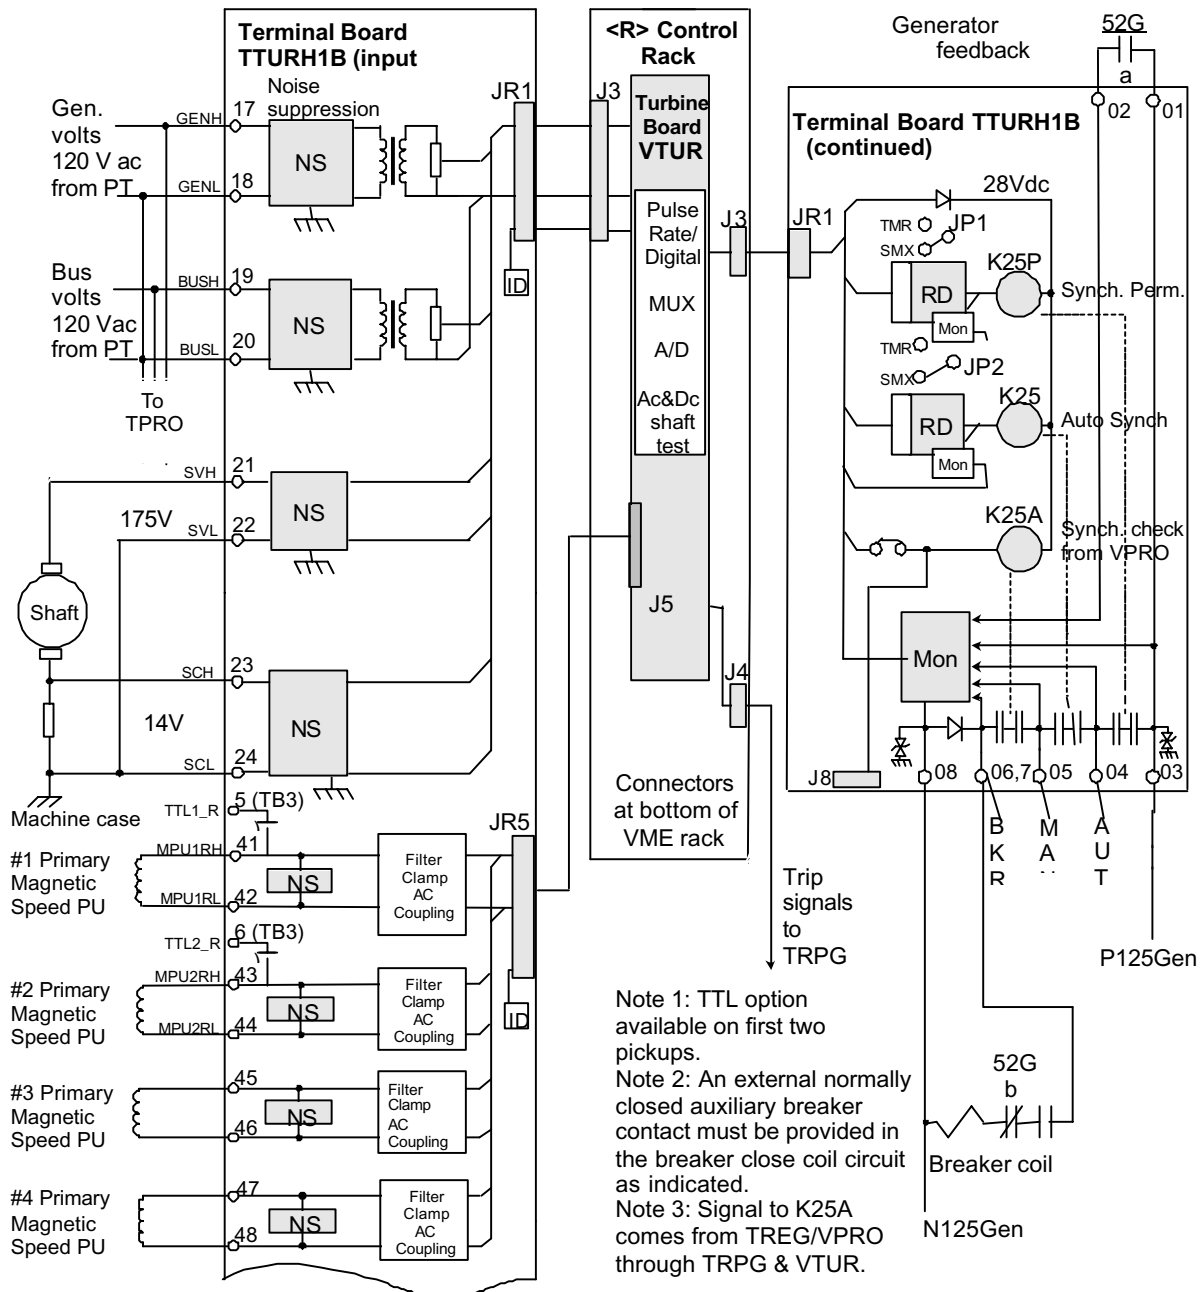 Terminal Board
TTURH1B (input
Noise
suppression
Gen.
volts
120 V ac
from PT
GENH
17
GENL
18
NS
Bus
volts
120 Vac
from PT
BUSH
19
BUSL
20
NS
To
TPRO
SVH
21
175V
SVL
22
NS
Shaft
SCH
23
14V
SCL
24
NS
Machine case
JR1
ID
TTL1_R
5 (TB3)
#1 Primary
Magnetic
Speed PU
MPU1RH
41
MPU1RL
42
NS
Filter
Clamp
AC
Coupling
JR5
TTL2_R
6 (TB3)
#2 Primary
Magnetic
Speed PU
MPU2RH
43
MPU2RL
44
NS
Filter
Clamp
AC
Coupling
ID
#3 Primary
Magnetic
Speed PU
45
46
NS
Filter
Clamp
AC
Coupling
#4 Primary
Magnetic
Speed PU
47
48
NS
Filter
Clamp
AC
Coupling
<R> Control
Rack
J3
Turbine
Board
VTUR
Pulse
Rate/
Digital
MUX
A/D
Ac&Dc
shaft
test
J3
J5
J4
Connectors
at bottom of
VME rack
Trip
signals
to
TRPG
Generator
feedback
52G
a
02
01
Terminal Board TTURH1B
(continued)
JR1
28Vdc
TMR
JP1
SMX
K25P
RD
Mon
Synch. Perm.
TMR
SMX
JP2
K25
RD
Mon
Auto Synch
K25A
Synch. check
from VPRO
Mon
J8
08
06,7
05
04
03
B
K
R
M
A
A
U
T
P125Gen
52G
b
Breaker coil
N125Gen
Note 1: TTL option
available on first two
pickups.
Note 2: An external normally
closed auxiliary breaker
contact must be provided in
the breaker close coil circuit
as indicated.
Note 3: Signal to K25A
comes from TREG/VPRO
through TRPG & VTUR.